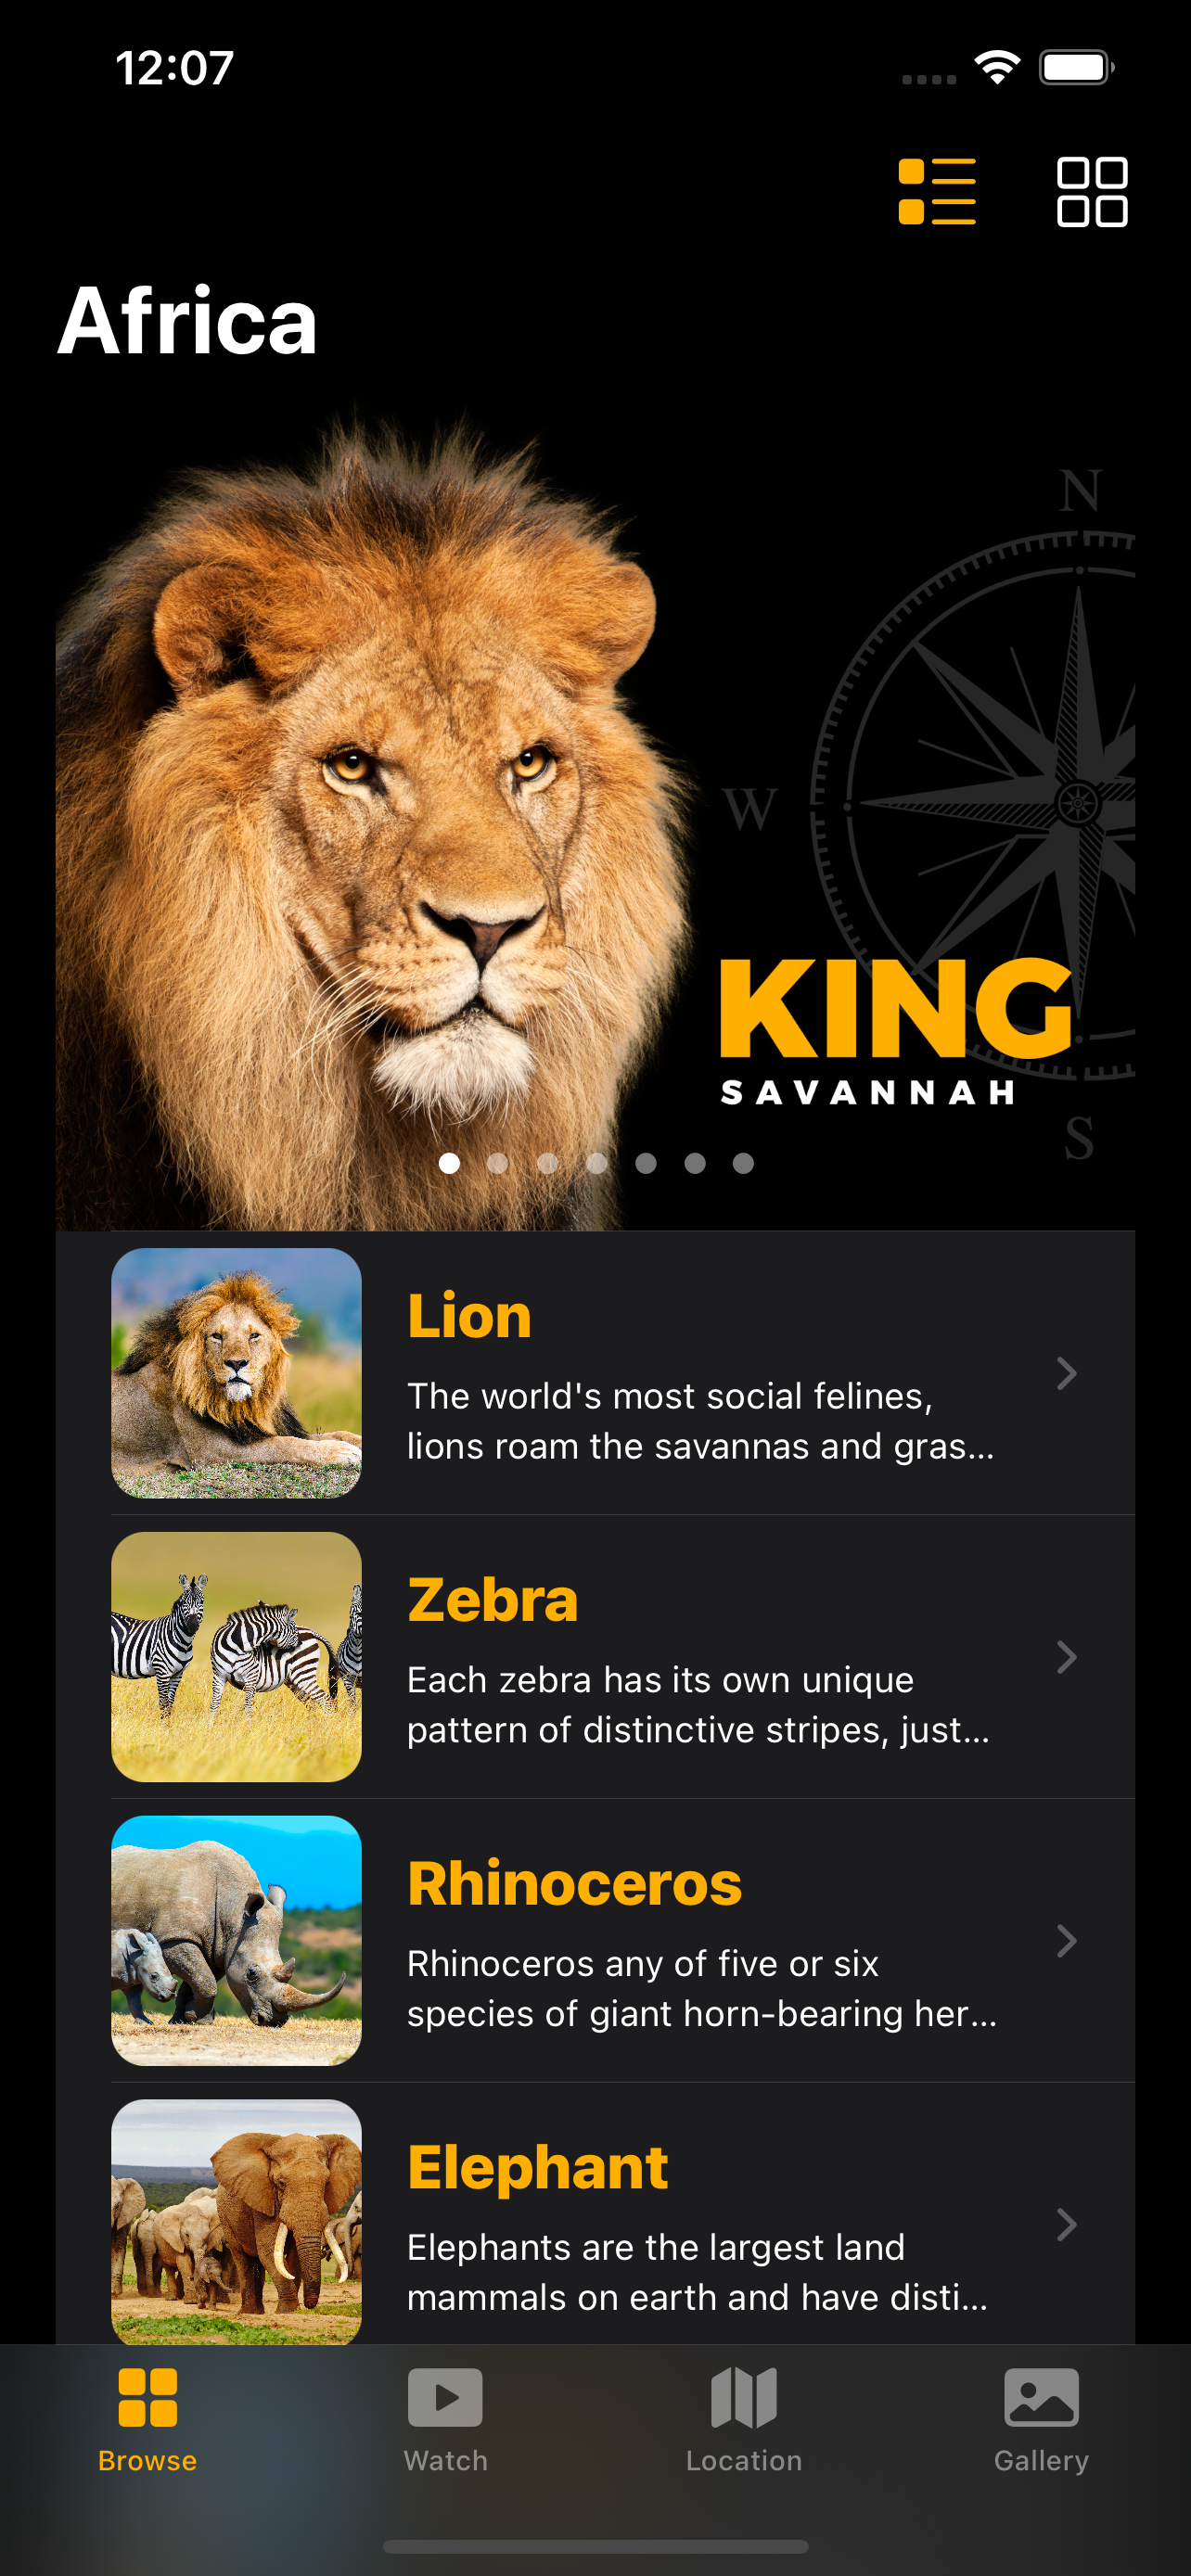 12:07
Africa
N
W
KING
SAVANNAH
S
Lion
The world's most social felines,
lions roam the savannas and gras...
Zebra
Each zebra has its own unique
pattern of distinctive stripes, just...
Rhinoceros
Rhinoceros any of five or six
species of giant horn-bearing her...
Elephant
Elephants are the largest land
mammals on earth and have disti...
Browse
Watch
Location
Gallery